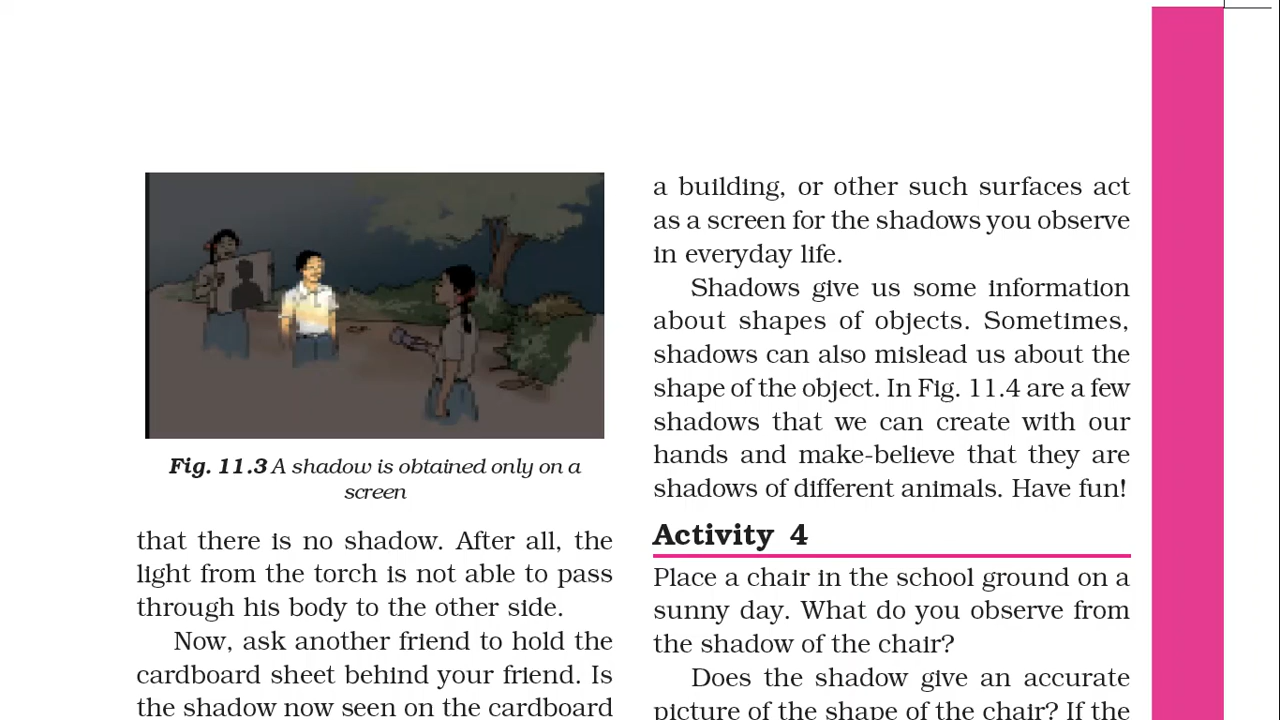 Fig. 11.3 A shadow is obtained only on a
screen
that there is no shadow. After all, the
light from the torch is not able to pass
through his body to the other side.
Now, ask another friend to hold the
cardboard sheet behind your friend. Is
the shadow now seen on the cardboard
a building, or other such surfaces act
as a screen for the shadows you observe
in everyday life.
Shadows give us some information
about shapes of objects. Sometimes,
shadows can also mislead us about the
shape of the object. In Fig. 11.4 are a few
shadows that we can create with our
hands and make-believe that they are
shadows of different animals. Have fun!
Activity 4
Place a chair in the school ground on a
sunny day. What do you observe from
the shadow of the chair?
Does the shadow give an accurate
picture of the shape of the chair? If the